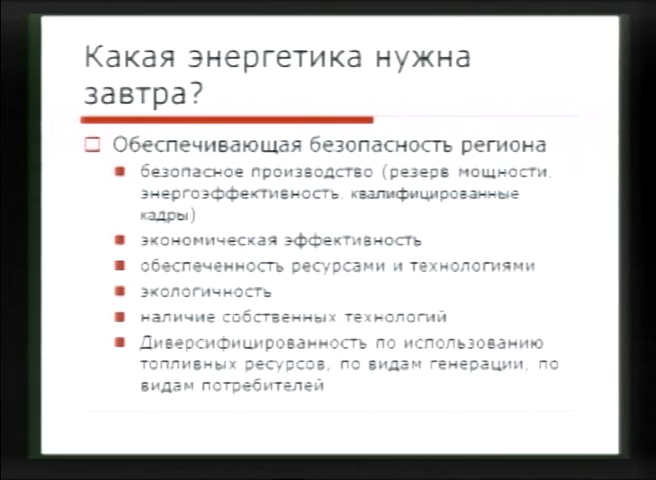 Какая энергетика нужна
завтра?
Обеспечивающая безопасность региона
безопасное производство (резерв мощности,
энергоэффективность, квалифицированные
кадры)
экономическая эффективность
обеспеченность ресурсами и технологиями
экологичность
наличие собственных технологий
Диверсифицированность по использованию
топливных ресурсов, по видам генерации, по
видам потребителей